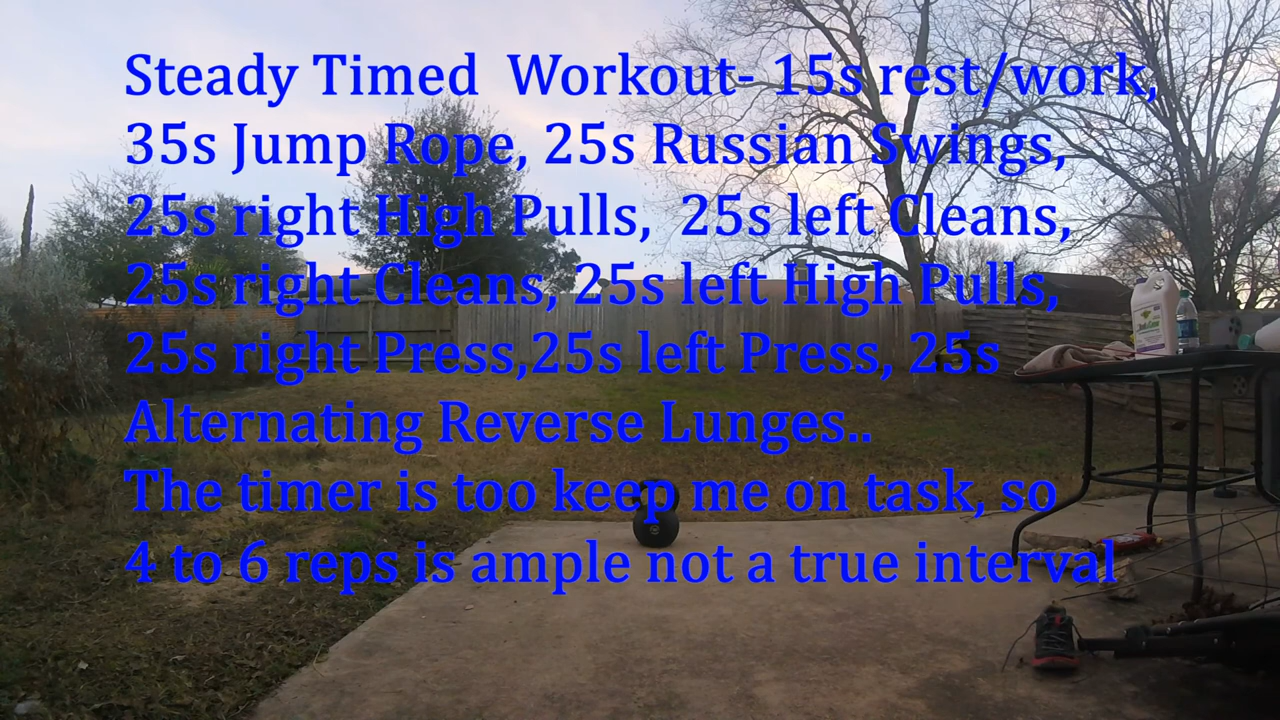 Steady Timed  Workout- 15s rest/work,
35s Jump Rope, 25s Russian Swings,
25s right High Pulls,  25s left Cleans,
25s right Cleans, 25s left High Pulls,
25s right Press,25s left Press, 25s
Alternating Reverse Lunges..
The timer is too keep me on task, so
4 to 6 reps is ample not a true interval